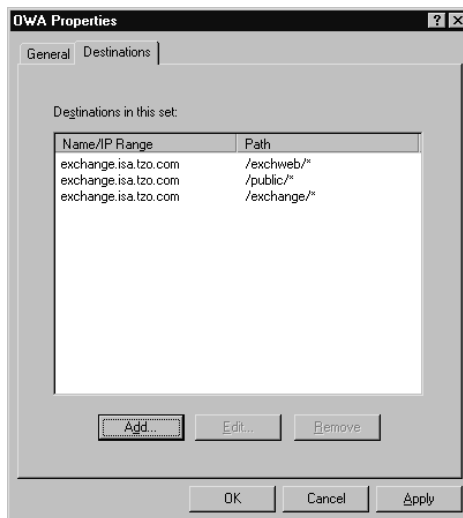 OWA Properties
General Destinations
Destinations in this set:
Name/IP Range Path
exchange.isa.tzo.com /exchweb/*
exchange.isa.tzo.com /public/*
exchange.isa.tzo.com /exchange/*
Add... Edit... Remove
OK Cancel Apply